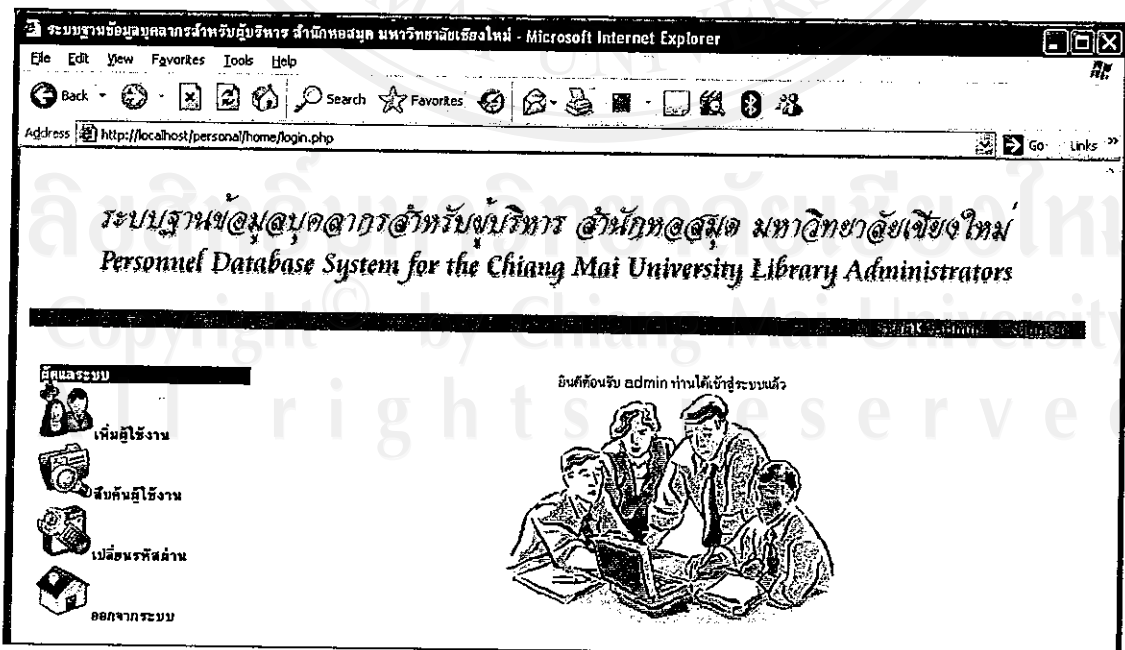 ระบบฐานข้อมูลบุคลากรสำหรับผู้บริหาร สำนักหอสมุด มหาวิทยาลัยเชียงใหม่ - Microsoft Internet Explorer
File Edit View Favorites Tools Help
Back Search Favorites
Address http://localhost/personal/home/login.php Go Links »
ระบบฐานข้อมูลบุคลากรสำหรับผู้บริหาร สำนักหอสมุด มหาวิทยาลัยเชียงใหม่
Personnel Database System for the Chiang Mai University Library Administrators
Copyright© by Chiang Mai University
All rights reserved
ผู้ดูแลระบบ
ยินดีต้อนรับ admin ท่านได้เข้าสู่ระบบแล้ว
เพิ่มผู้ใช้งาน
สืบค้นผู้ใช้งาน
เปลี่ยนรหัสผ่าน
ออกจากระบบ